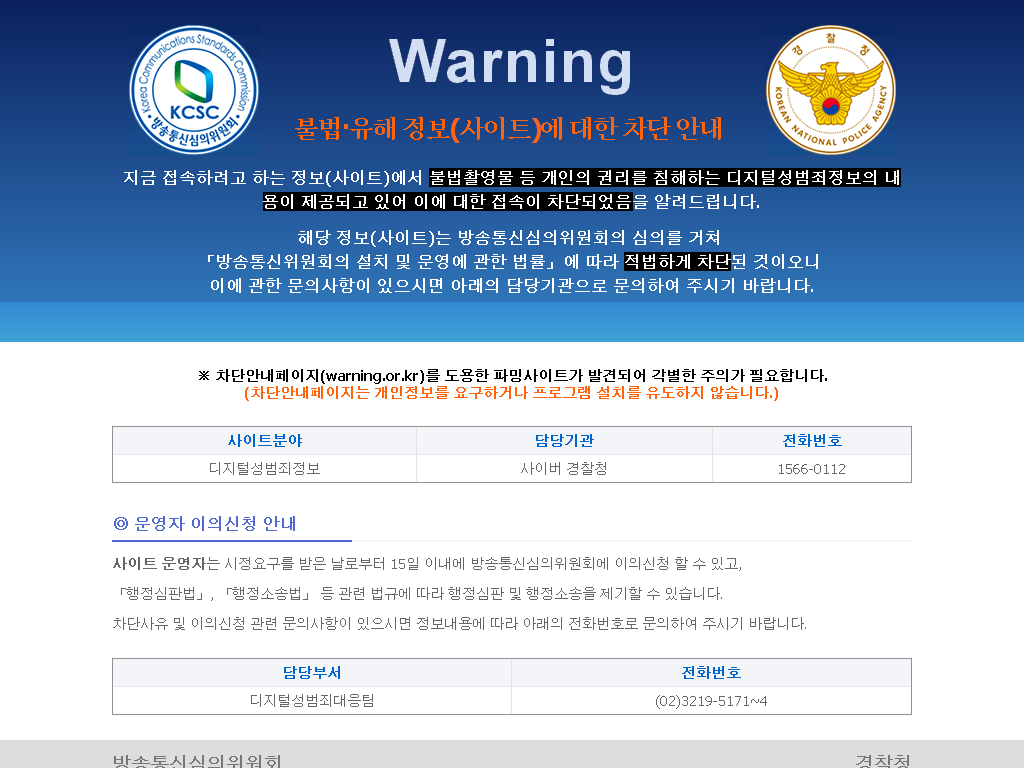 Korea Communications Standards Commission
KCSC
방송통신심의위원회
Warning
경찰청
KOREAN NATIONAL POLICE AGENCY
불법·유해 정보(사이트)에 대한 차단 안내
지금 접속하려고 하는 정보(사이트)에서 불법촬영물 등 개인의 권리를 침해하는 디지털성범죄정보의 내
용이 제공되고 있어 이에 대한 접속이 차단되었음을 알려드립니다.
해당 정보(사이트)는 방송통신심의위원회의 심의를 거쳐
「방송통신위원회의 설치 및 운영에 관한 법률」에 따라 적법하게 차단된 것이오니
이에 관한 문의사항이 있으시면 아래의 담당기관으로 문의하여 주시기 바랍니다.
※ 차단안내페이지(warning.or.kr)를 도용한 파밍사이트가 발견되어 각별한 주의가 필요합니다.
(차단안내페이지는 개인정보를 요구하거나 프로그램 설치를 유도하지 않습니다.)
사이트분야 담당기관 전화번호
디지털성범죄정보 사이버 경찰청 1566-0112
◎ 운영자 이의신청 안내
사이트 운영자는 시정요구를 받은 날로부터 15일 이내에 방송통신심의위원회에 이의신청 할 수 있고,
「행정심판법」, 「행정소송법」 등 관련 법규에 따라 행정심판 및 행정소송을 제기할 수 있습니다.
차단사유 및 이의신청 관련 문의사항이 있으시면 정보내용에 따라 아래의 전화번호로 문의하여 주시기 바랍니다.
담당부서 전화번호
디지털성범죄대응팀 (02)3219-5171~4
방송통신심의위원회 경찰청